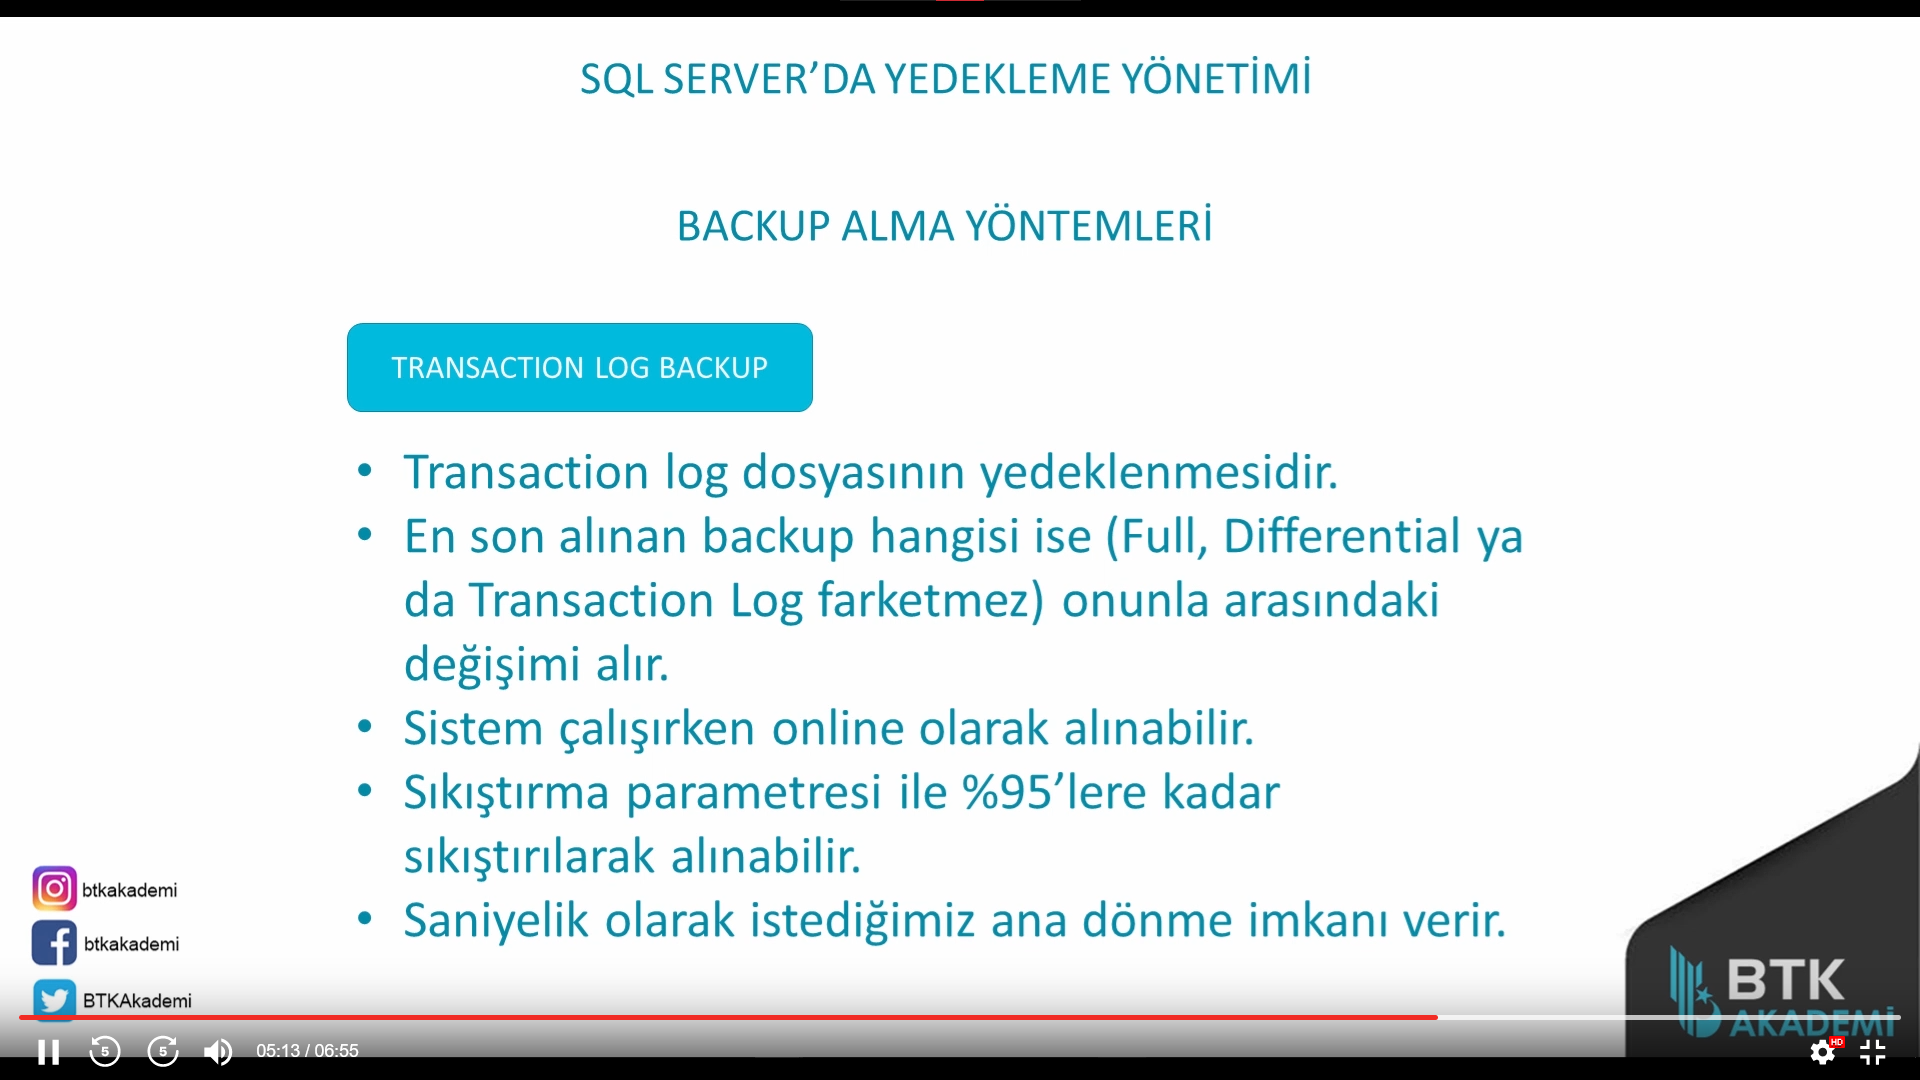 SQL SERVER’DA YEDEKLEME YÖNETİMİ
BACKUP ALMA YÖNTEMLERİ
TRANSACTION LOG BACKUP
• Transaction log dosyasının yedeklenmesidir.
• En son alınan backup hangisi ise (Full, Differential ya
da Transaction Log farketmez) onunla arasındaki
değişimi alır.
• Sistem çalışırken online olarak alınabilir.
• Sıkıştırma parametresi ile %95’lere kadar
sıkıştırılarak alınabilir.
• Saniyelik olarak istediğimiz ana dönme imkanı verir.
btkakademi
btkakademi
BTKAkademi
BTK
AKADEMİ
5 5 05:13 / 06:55 HD